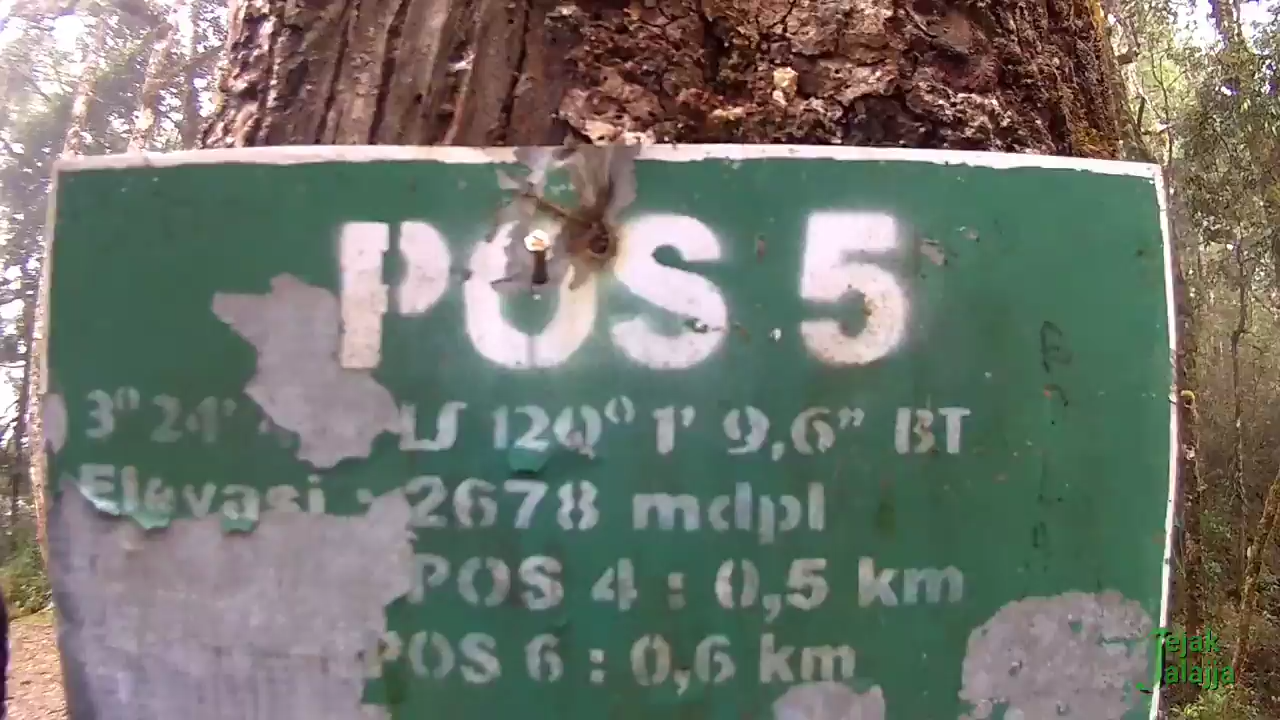 POS 5
3° 24' LS 120° 1' 9,6" BT
Elevasi : 2678 mdpl
POS 4 : 0,5 km
POS 6 : 0,6 km
Tejak
Jalajja